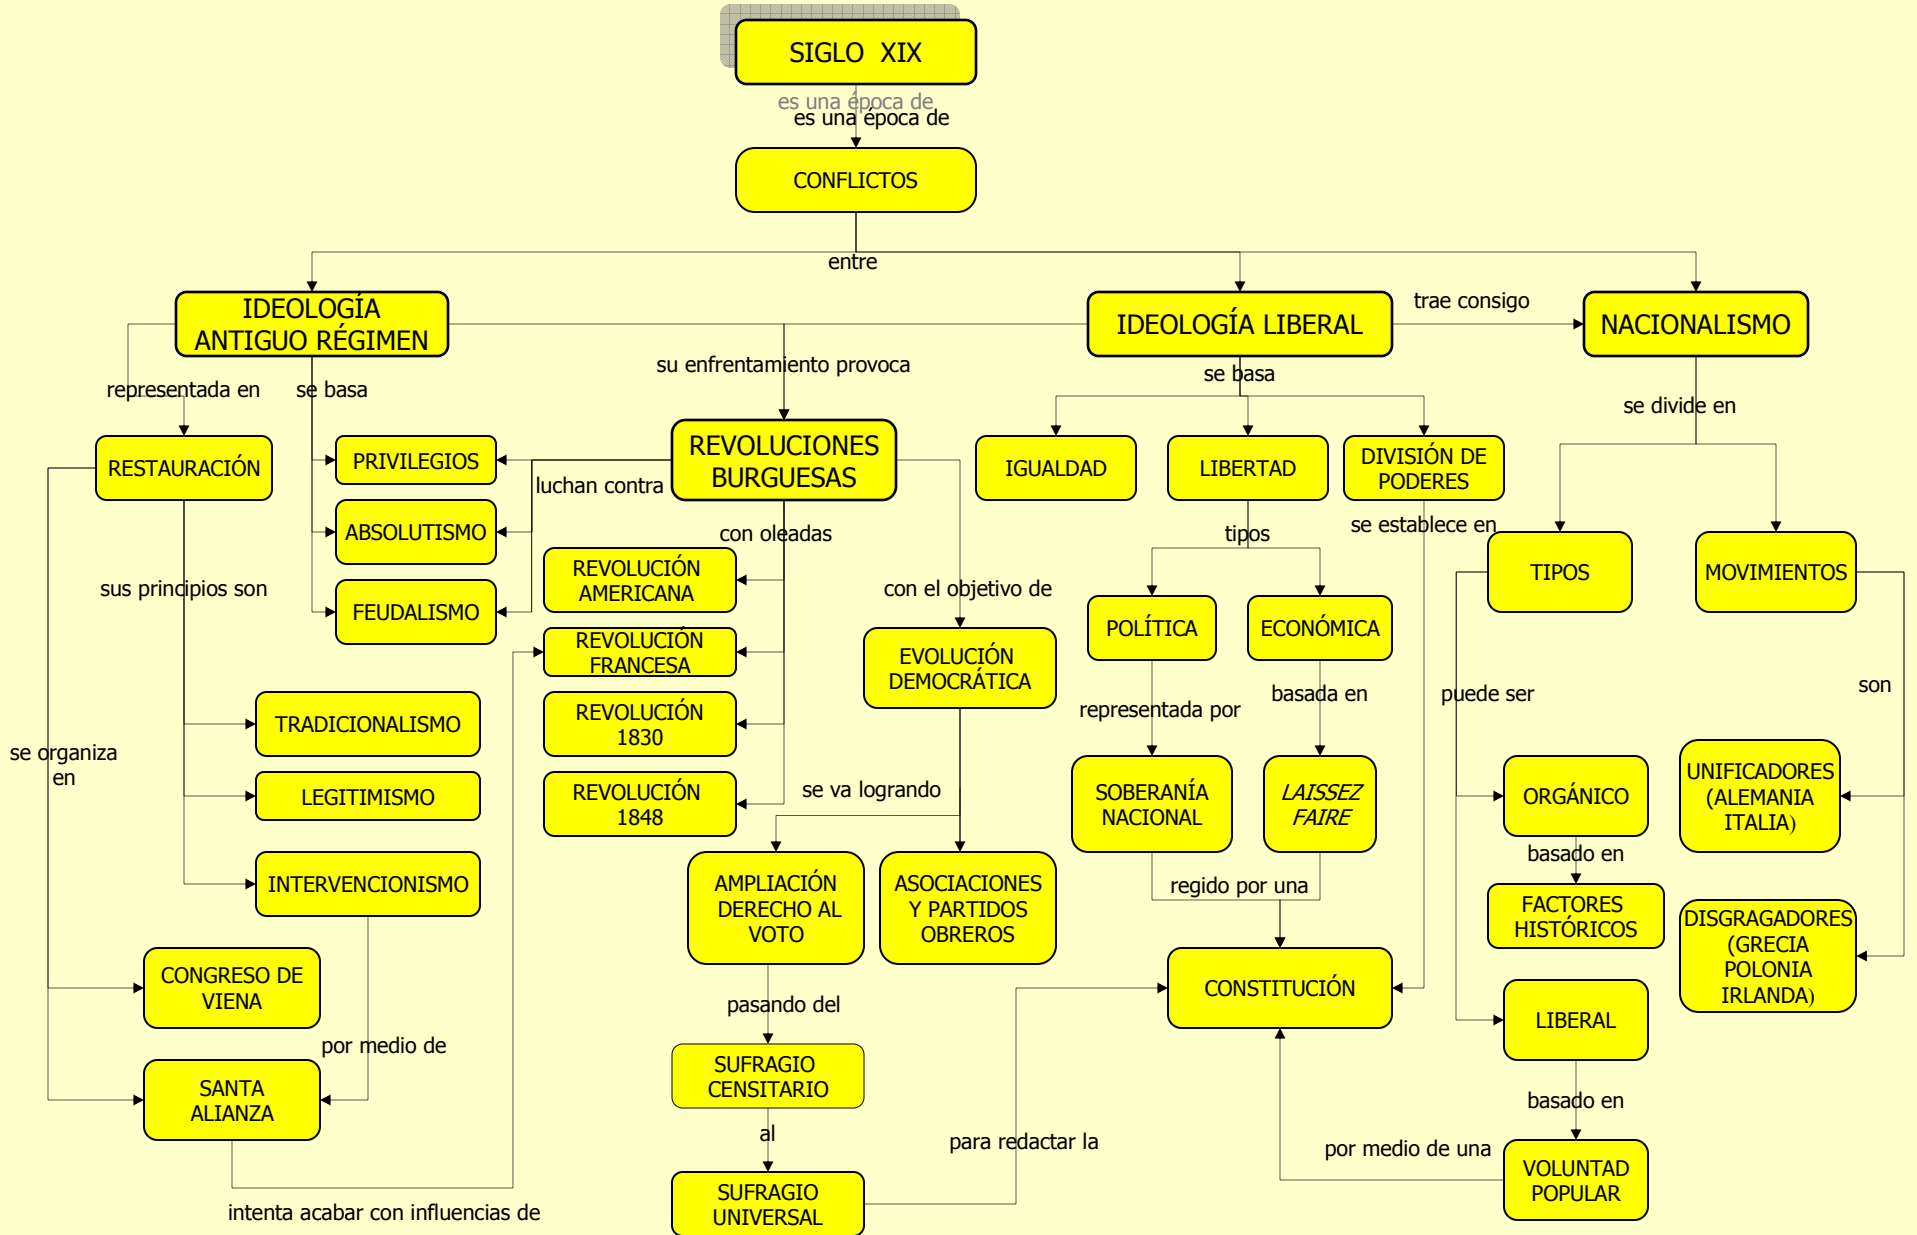 SIGLO XIX
es una época de
es una época de
CONFLICTOS
entre
IDEOLOGÍA
ANTIGUO RÉGIMEN
IDEOLOGÍA LIBERAL
trae consigo
NACIONALISMO
su enfrentamiento provoca
representada en
se basa
se basa
se divide en
RESTAURACIÓN
PRIVILEGIOS
REVOLUCIONES
BURGUESAS
IGUALDAD
LIBERTAD
DIVISIÓN DE
PODERES
luchan contra
ABSOLUTISMO
con oleadas
tipos
se establece en
TIPOS
MOVIMIENTOS
sus principios son
FEUDALISMO
REVOLUCIÓN
AMERICANA
con el objetivo de
POLÍTICA
ECONÓMICA
REVOLUCIÓN
FRANCESA
EVOLUCIÓN
DEMOCRÁTICA
puede ser
son
representada por
basada en
TRADICIONALISMO
REVOLUCIÓN
1830
se organiza
en
LEGITIMISMO
REVOLUCIÓN
1848
se va logrando
SOBERANÍA
NACIONAL
LAISSEZ
FAIRE
ORGÁNICO
UNIFICADORES
(ALEMANIA
ITALIA)
basado en
INTERVENCIONISMO
AMPLIACIÓN
DERECHO AL
VOTO
ASOCIACIONES
Y PARTIDOS
OBREROS
regido por una
FACTORES
HISTÓRICOS
DISGRAGADORES
(GRECIA
POLONIA
IRLANDA)
CONGRESO DE
VIENA
pasando del
CONSTITUCIÓN
LIBERAL
por medio de
SANTA
ALIANZA
SUFRAGIO
CENSITARIO
basado en
al
para redactar la
por medio de una
VOLUNTAD
POPULAR
intenta acabar con influencias de
SUFRAGIO
UNIVERSAL